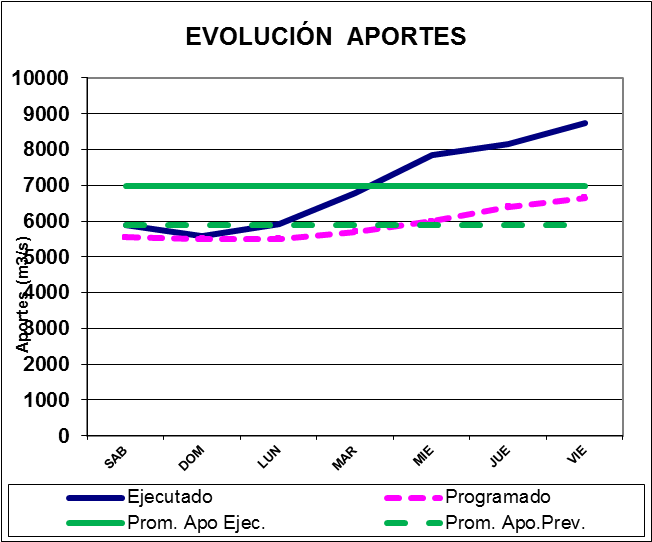 EVOLUCIÓN APORTES
10000
9000
8000
7000
6000
5000
4000
3000
2000
1000
0
Aportes (m3/s)
SAB DOM LUN MAR MIE JUE VIE
Ejecutado Programado
Prom. Apo Ejec. Prom. Apo.Prev.